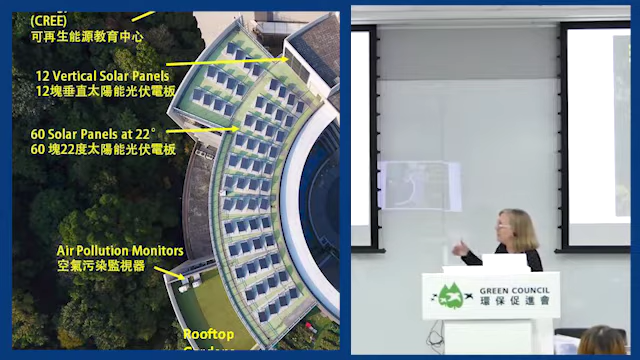 (CREE)
可再生能源教育中心
12 Vertical Solar Panels
12塊垂直太陽能光伏電板
60 Solar Panels at 22°
60 塊22度太陽能光伏電板
Air Pollution Monitors
空氣污染監視器
Rooftop
GREEN COUNCIL
環保促進會